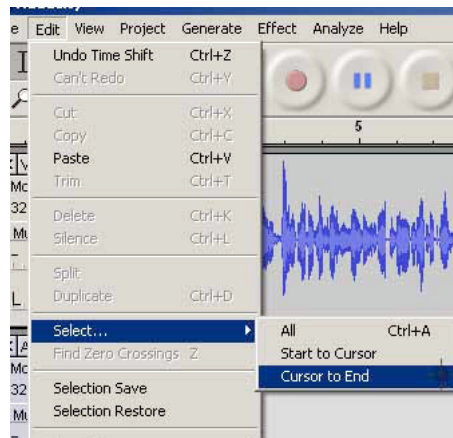 e Edit View Project Generate Effect Analyze Help
Undo Time Shift Ctrl+Z
Can't Redo Ctrl+Y
Cut Ctrl+X
Copy Ctrl+C
5
Paste Ctrl+V
Trim Ctrl+T
32
Delete Ctrl+K
Silence Ctrl+L
Split
Duplicate Ctrl+D
L
Select...
All Ctrl+A
Find Zero Crossings Z
Start to Cursor
Cursor to End
32
Selection Save
Selection Restore